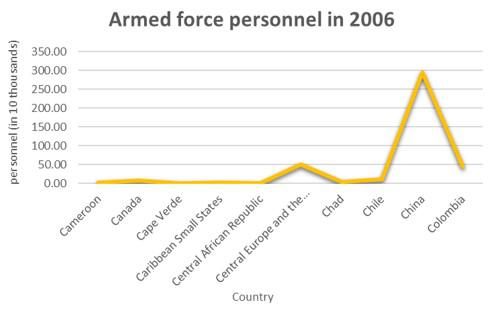 Armed force personnel in 2006
personnel (in 10 thousands)
350.00
300.00
250.00
200.00
150.00
100.00
50.00
0.00
Cameroon
Canada
Cape Verde
Caribbean Small States
Central African Republic
Central Europe and the...
Chad
Chile
China
Colombia
Country